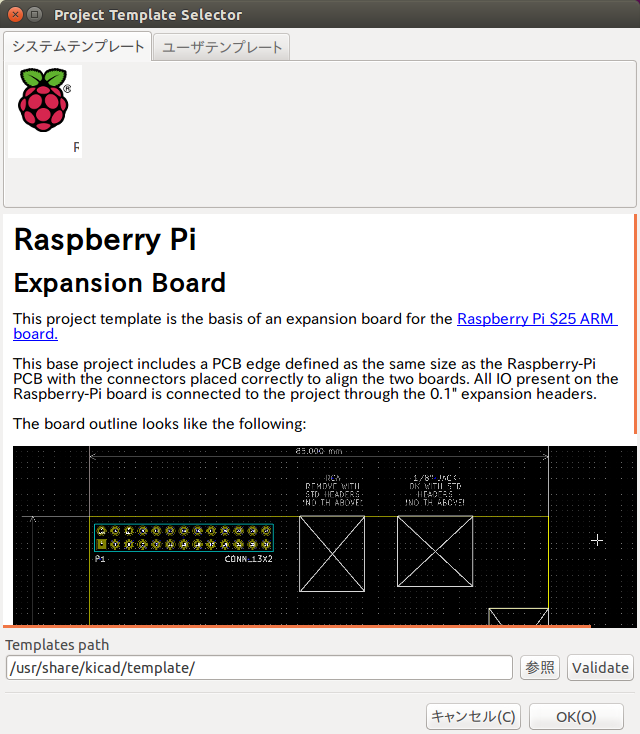 Project Template Selector
システムテンプレート
ユーザテンプレート
®
R
Raspberry Pi
Expansion Board
This project template is the basis of an expansion board for the Raspberry Pi $25 ARM
board.
This base project includes a PCB edge defined as the same size as the Raspberry-Pi
PCB with the connectors placed correctly to align the two boards. All IO present on the
Raspberry-Pi board is connected to the project through the 0.1" expansion headers.
The board outline looks like the following:
85.000 mm
RCA
REMOVE WITH
STD HEADERS
!NO TH ABOVE!
1/8" JACK
OK WITH STD
HEADERS
!NO TH ABOVE!
P1
CONN_13X2
Templates path
/usr/share/kicad/template/
参照
Validate
キャンセル(C)
OK(O)